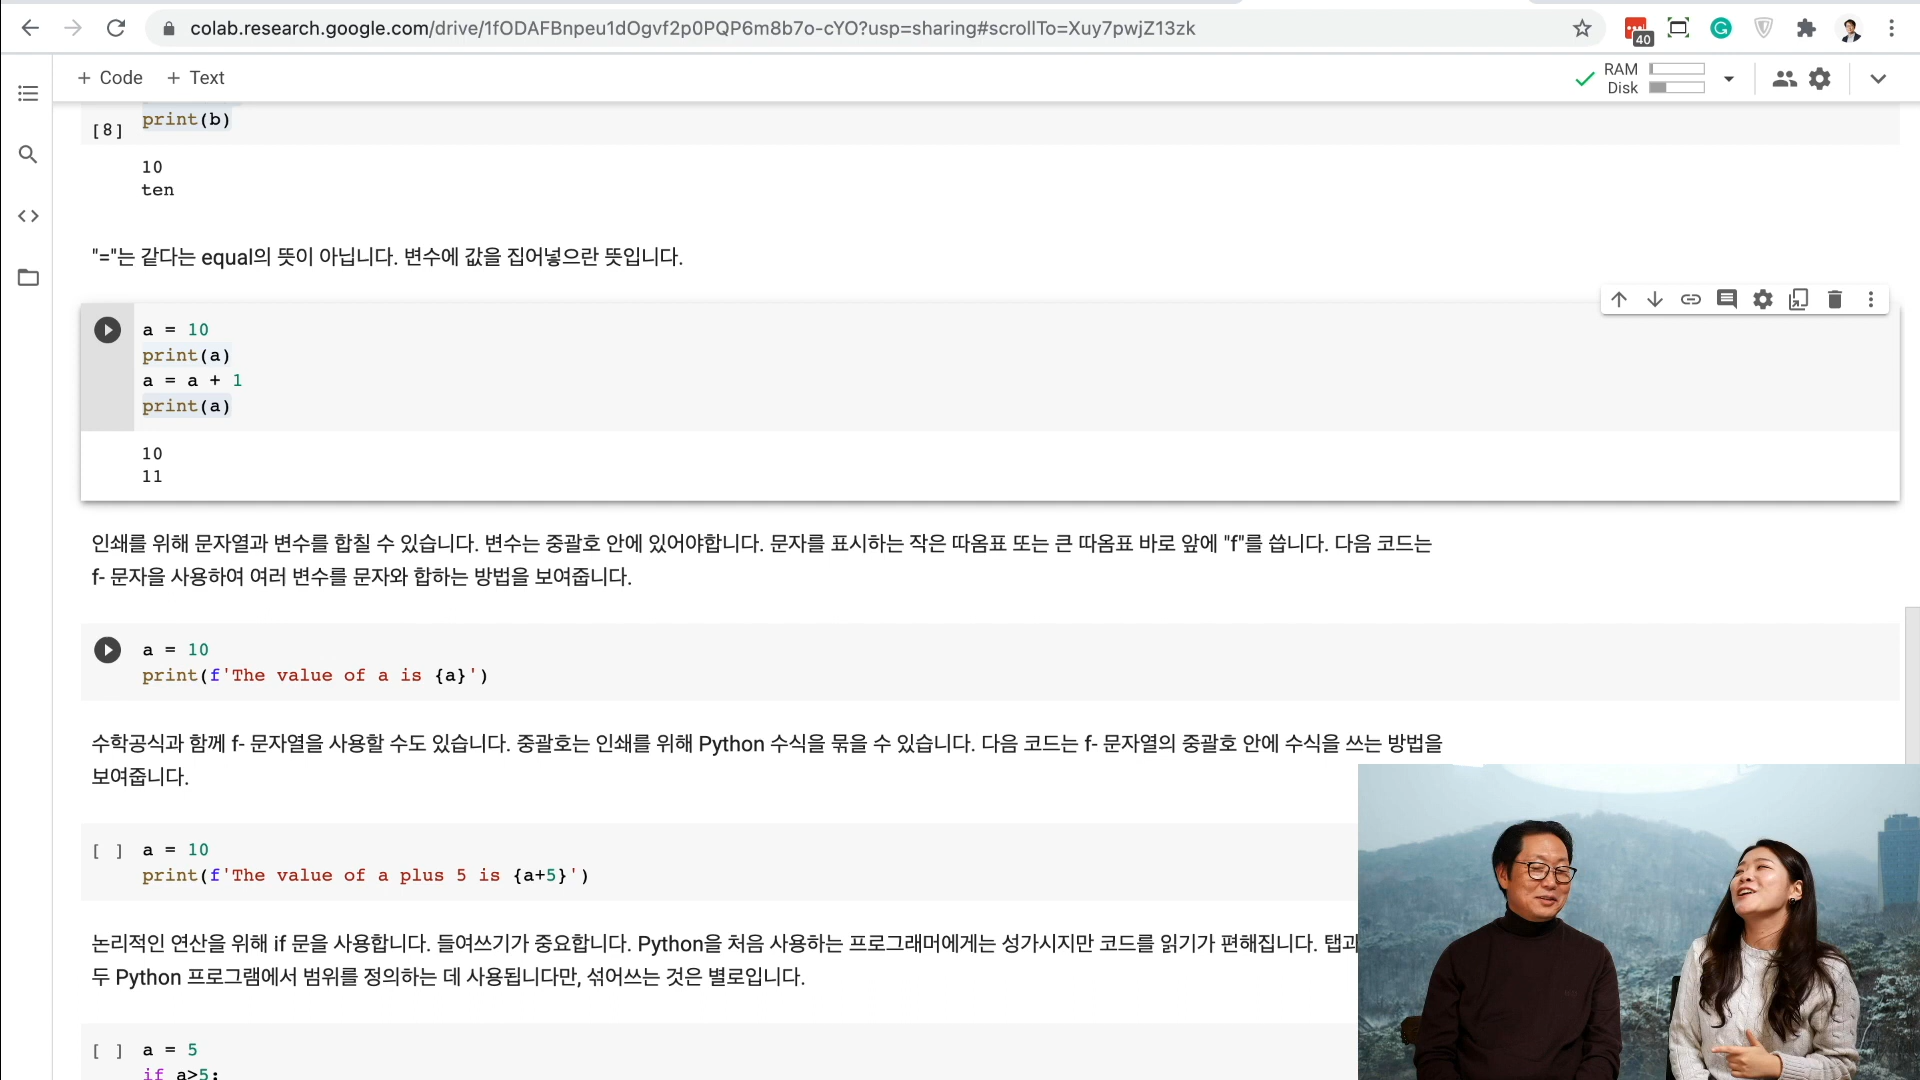 colab.research.google.com/drive/1fODAFBnpeu1dOgvf2p0PQP6m8b7o-cYO?usp=sharing#scrollTo=Xuy7pwjZ13zk
40
+ Code + Text
RAM
Disk
[8]
print(b)
10
ten
"="는 같다는 equal의 뜻이 아닙니다. 변수에 값을 집어넣으란 뜻입니다.
a = 10
print(a)
a = a + 1
print(a)
10
11
인쇄를 위해 문자열과 변수를 합칠 수 있습니다. 변수는 중괄호 안에 있어야합니다. 문자를 표시하는 작은 따옴표 또는 큰 따옴표 바로 앞에 "f"를 씁니다. 다음 코드는
f- 문자을 사용하여 여러 변수를 문자와 합하는 방법을 보여줍니다.
a = 10
print(f'The value of a is {a}')
수학공식과 함께 f- 문자열을 사용할 수도 있습니다. 중괄호는 인쇄를 위해 Python 수식을 묶을 수 있습니다. 다음 코드는 f- 문자열의 중괄호 안에 수식을 쓰는 방법을
보여줍니다.
[ ] a = 10
print(f'The value of a plus 5 is {a+5}')
논리적인 연산을 위해 if 문을 사용합니다. 들여쓰기가 중요합니다. Python을 처음 사용하는 프로그래머에게는 성가시지만 코드를 읽기가 편해집니다. 탭과
두 Python 프로그램에서 범위를 정의하는 데 사용됩니다만, 섞어쓰는 것은 별로입니다.
[ ] a = 5
if a>5: